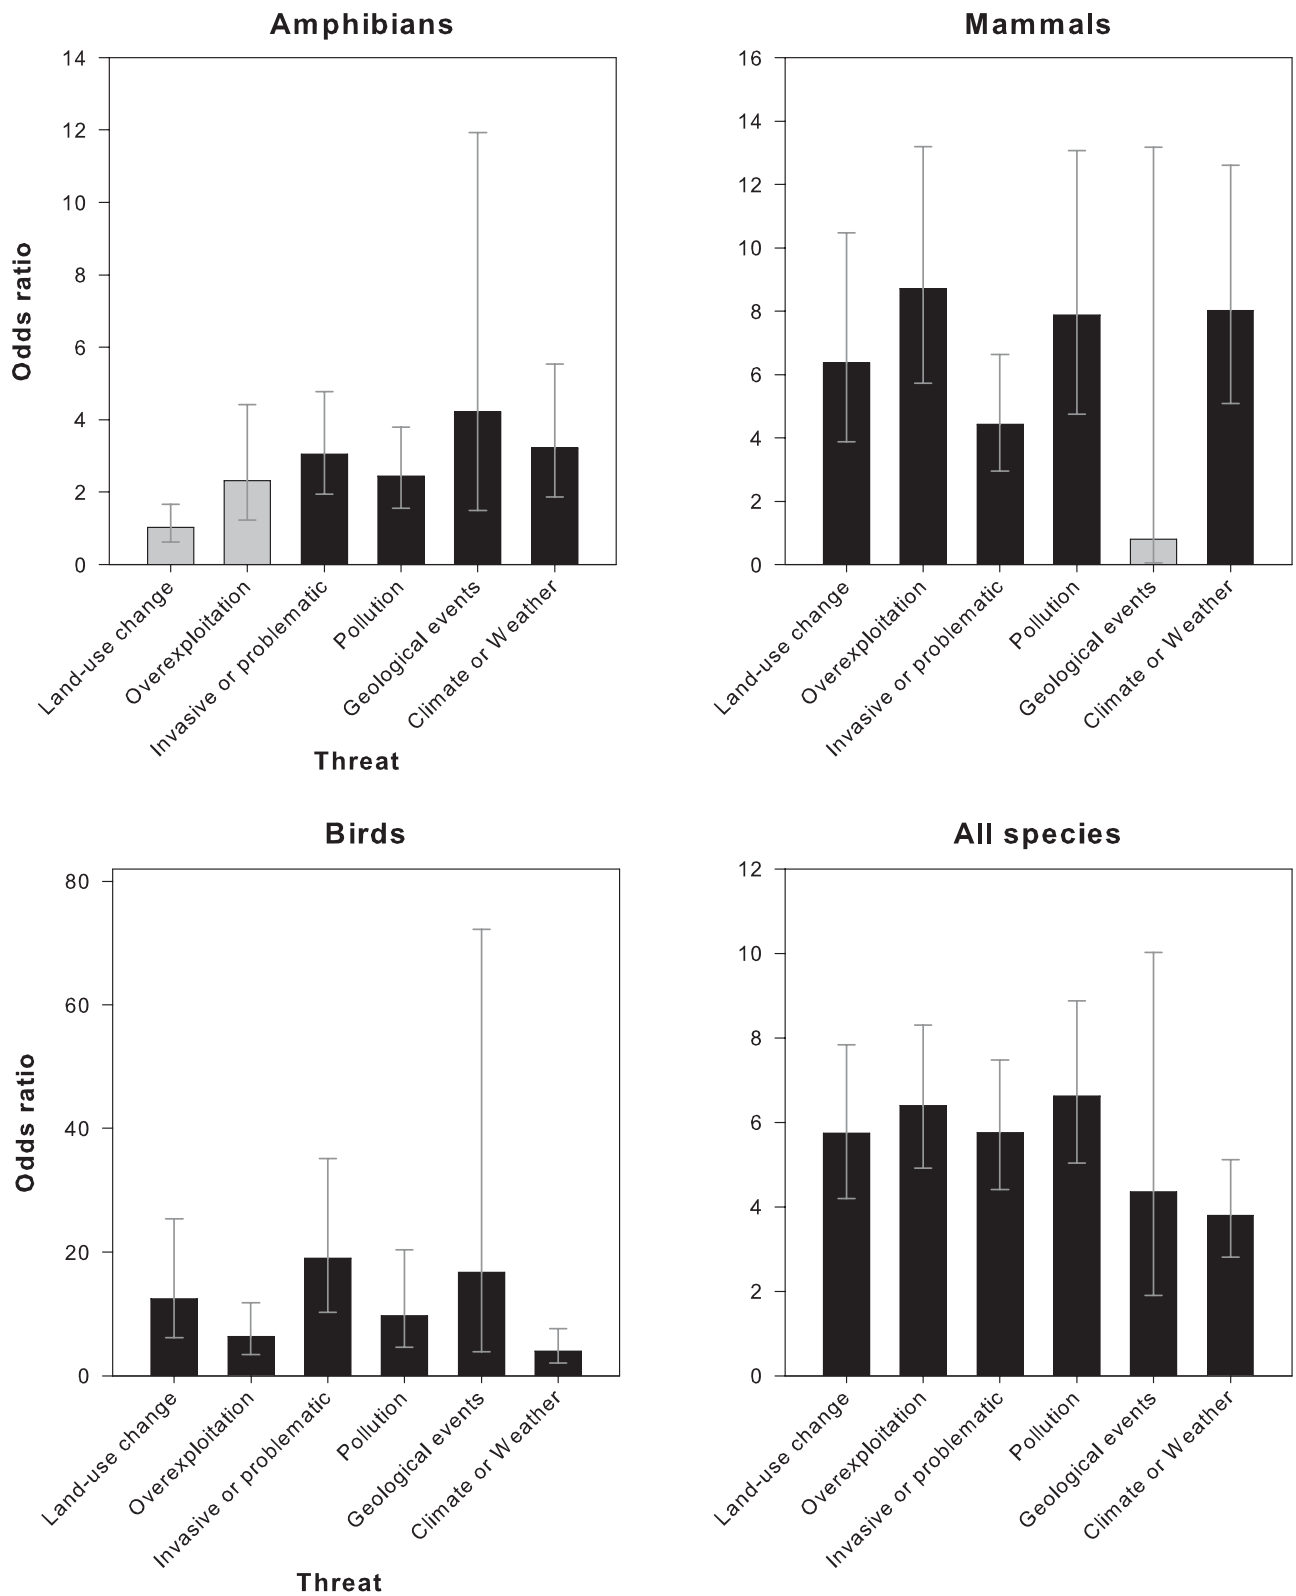 Amphibians
14
12
10
8
6
4
2
0
Odds ratio
Land-use change
Overexploitation
Invasive or problematic
Pollution
Geological events
Climate or Weather
Threat
Mammals
16
14
12
10
8
6
4
2
0
Land-use change
Overexploitation
Invasive or problematic
Pollution
Geological events
Climate or Weather
Birds
80
60
40
20
0
Odds ratio
Land-use change
Overexploitation
Invasive or problematic
Pollution
Geological events
Climate or Weather
Threat
All species
12
10
8
6
4
2
0
Land-use change
Overexploitation
Invasive or problematic
Pollution
Geological events
Climate or Weather